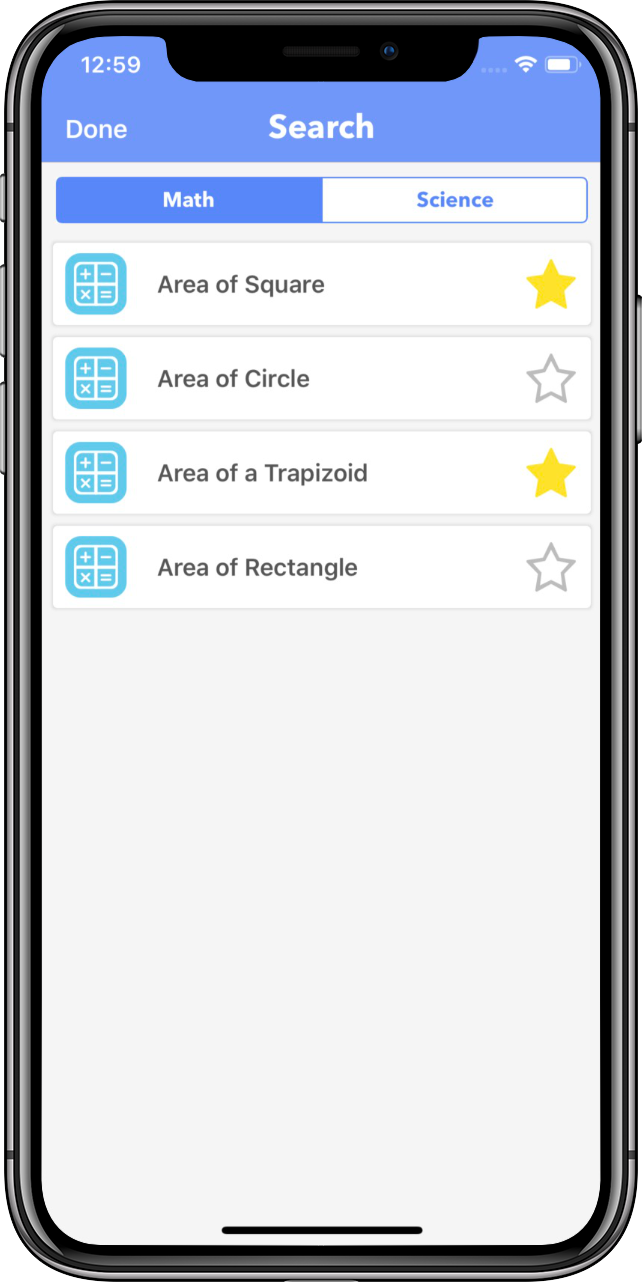 12:59
Done Search
Math Science
Area of Square
Area of Circle
Area of a Trapizoid
Area of Rectangle